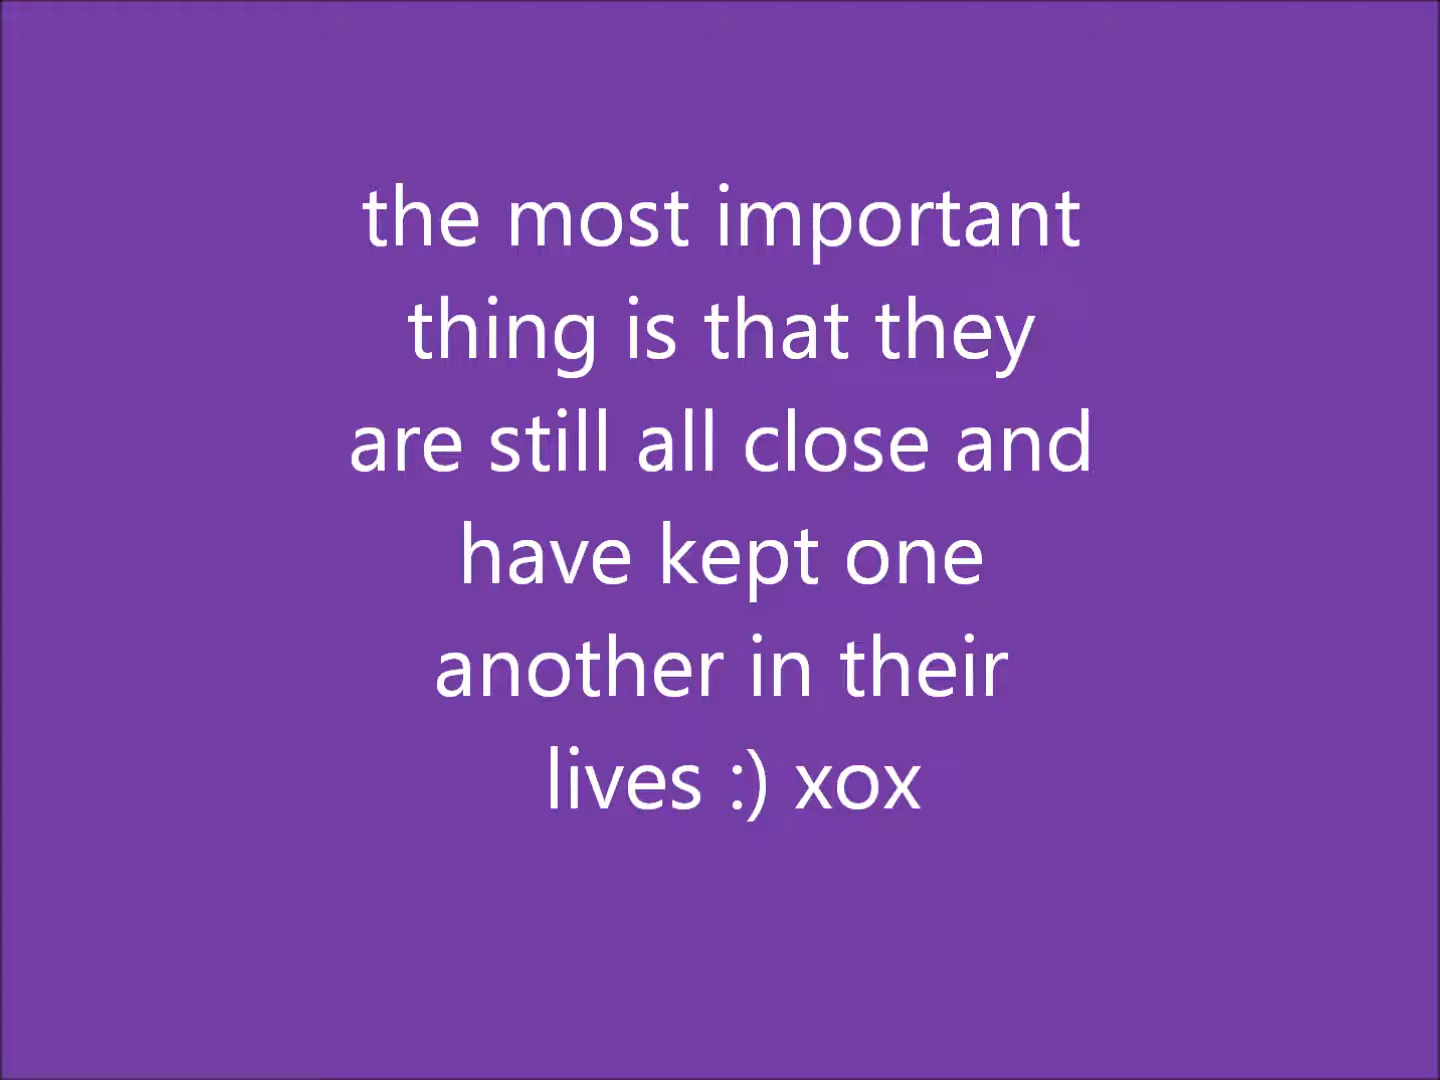 the most important
thing is that they
are still all close and
have kept one
another in their
lives :) xox